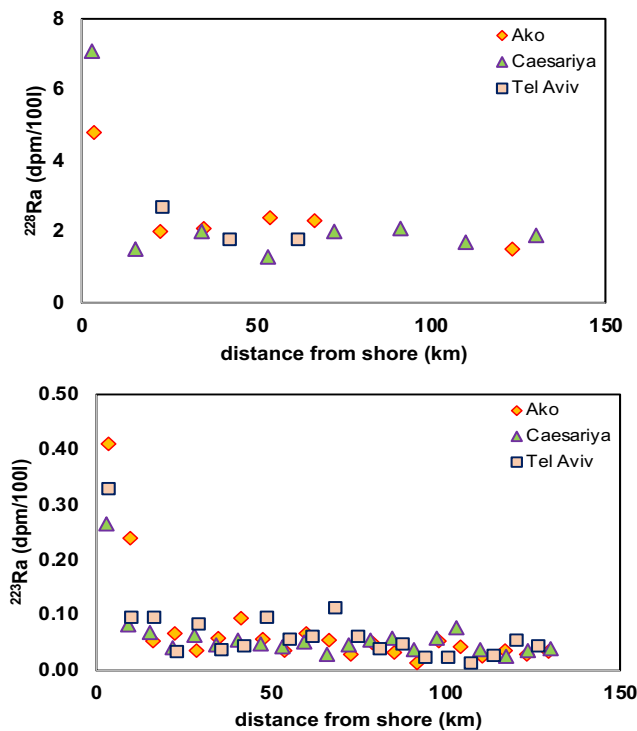 8
6
4
2
0
0
50
100
150
²²⁸Ra (dpm/100l)
distance from shore (km)
Ako
Caesariya
Tel Aviv
0.50
0.40
0.30
0.20
0.10
0.00
0
50
100
150
²²³Ra (dpm/100l)
distance from shore (km)
Ako
Caesariya
Tel Aviv